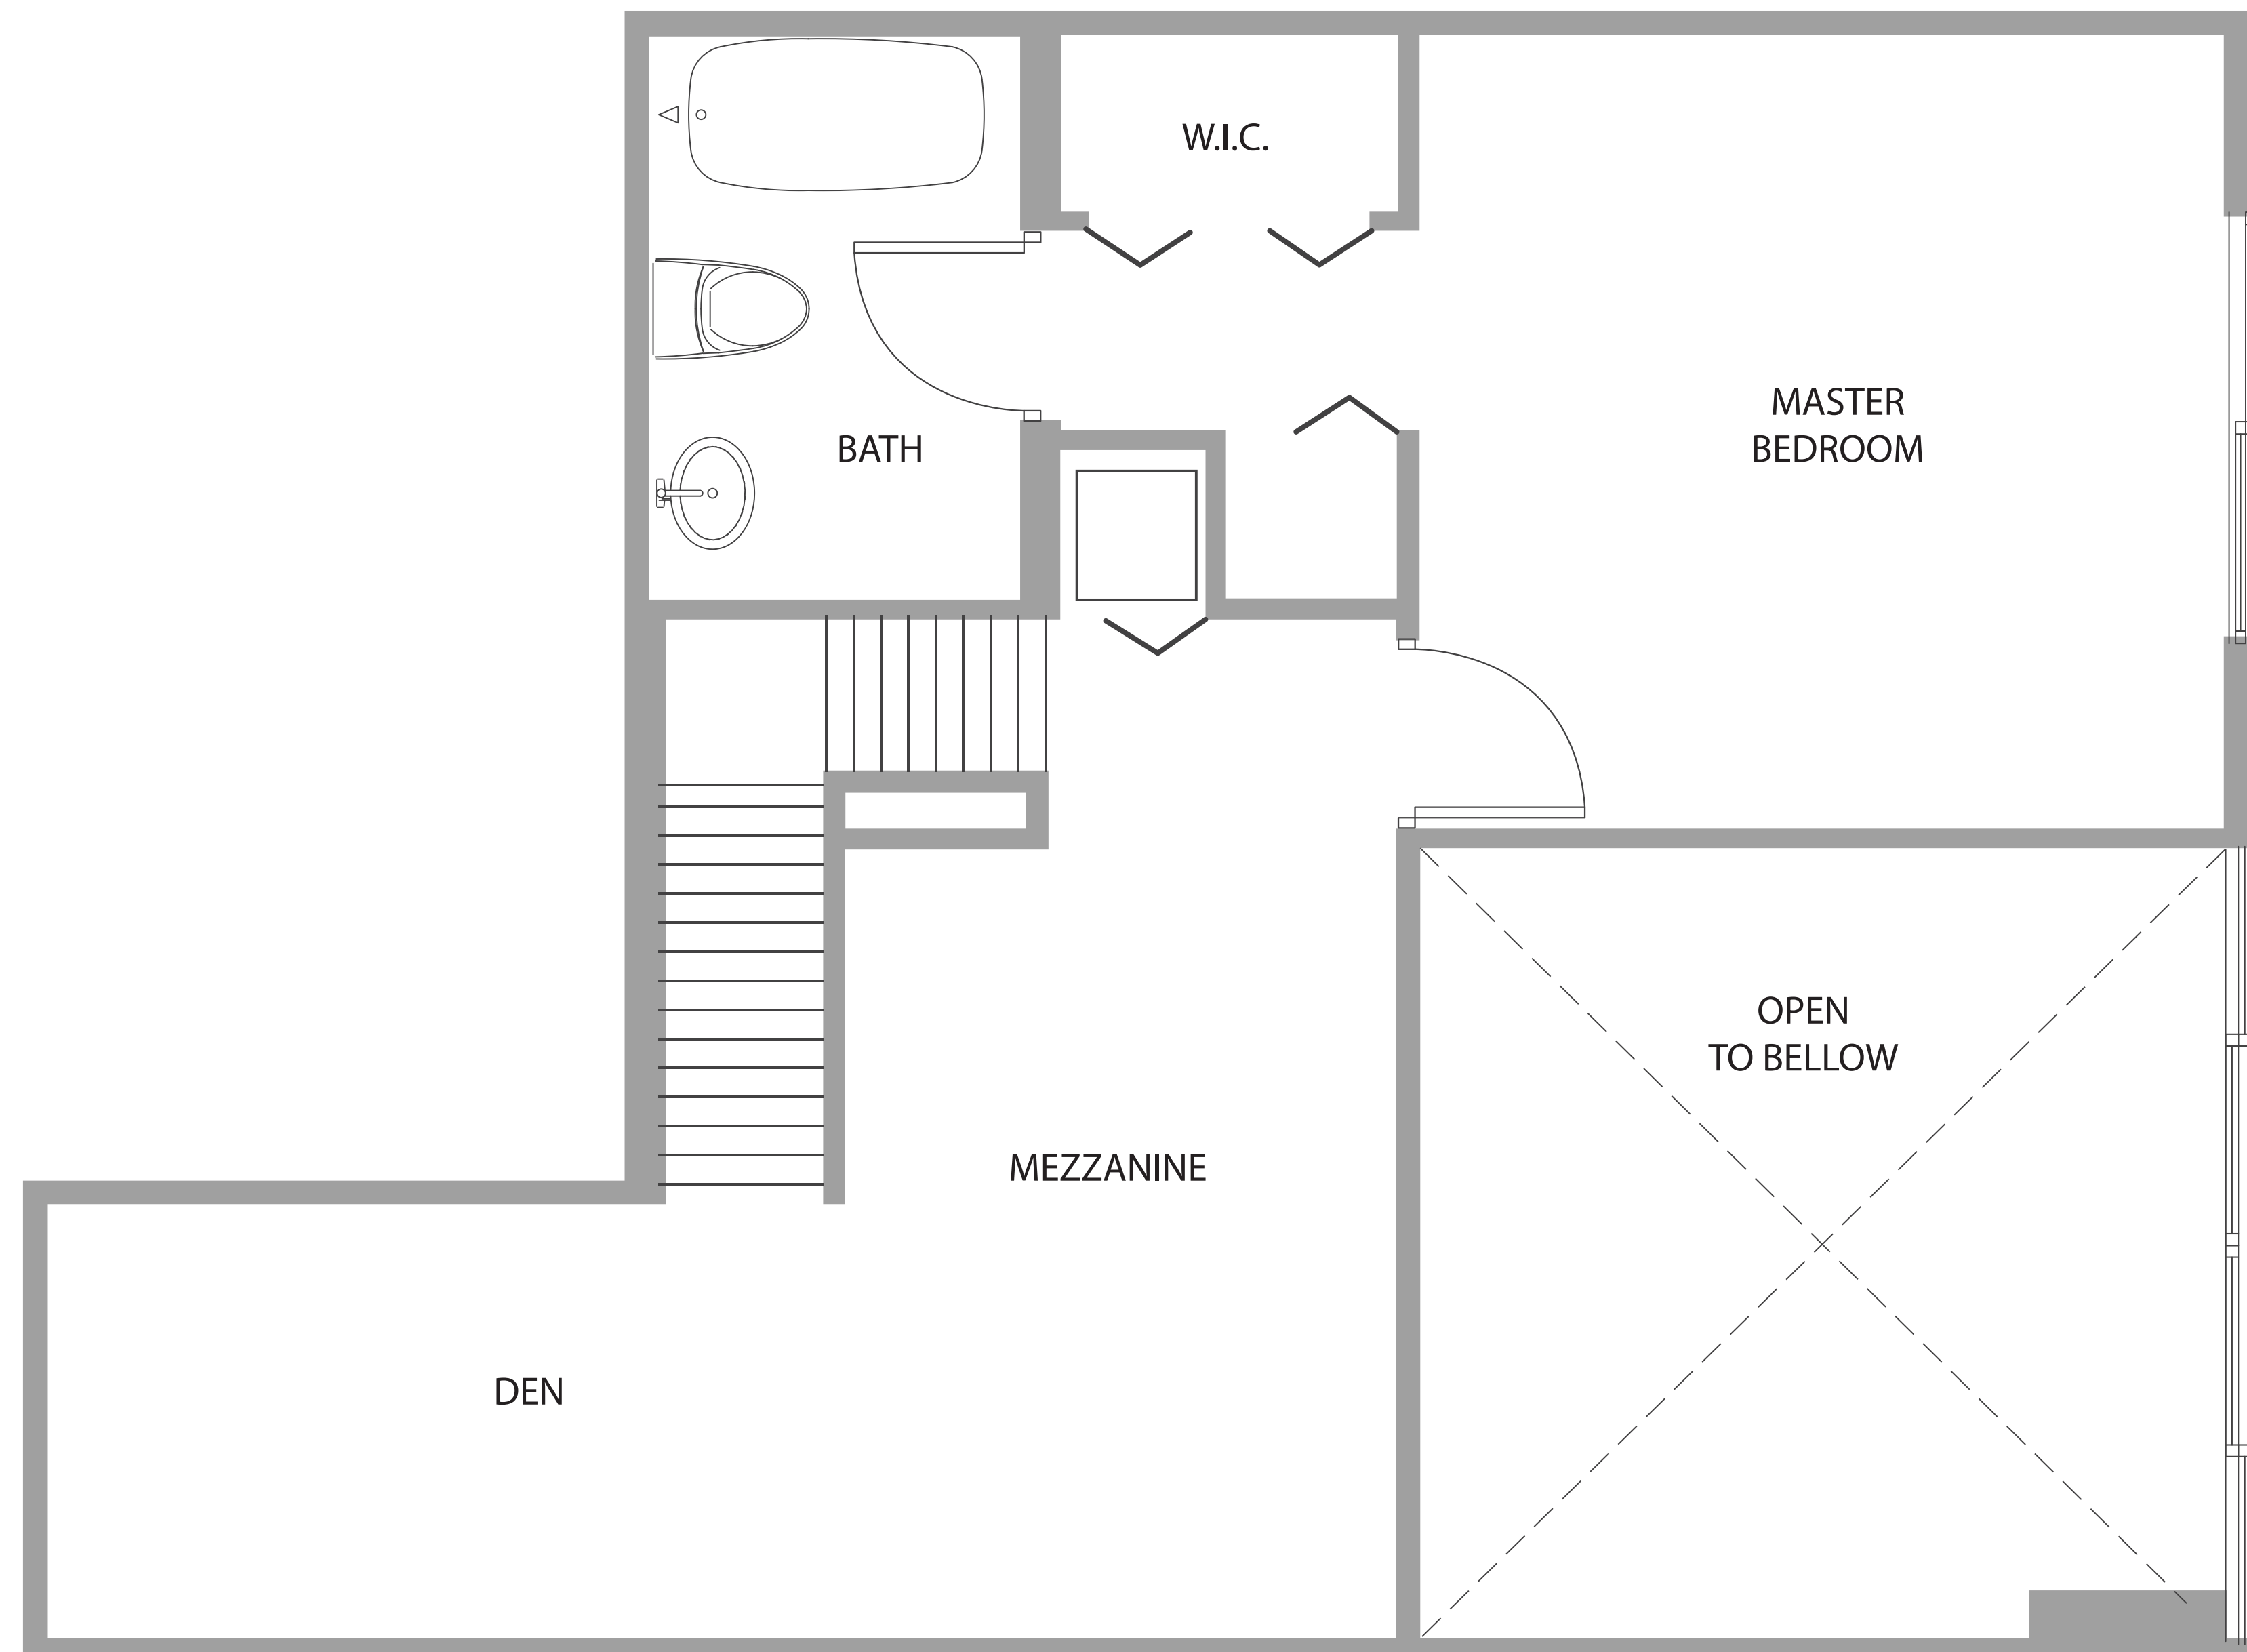 W.I.C.
MASTER
BEDROOM
BATH
OPEN
TO BELLOW
MEZZANINE
DEN